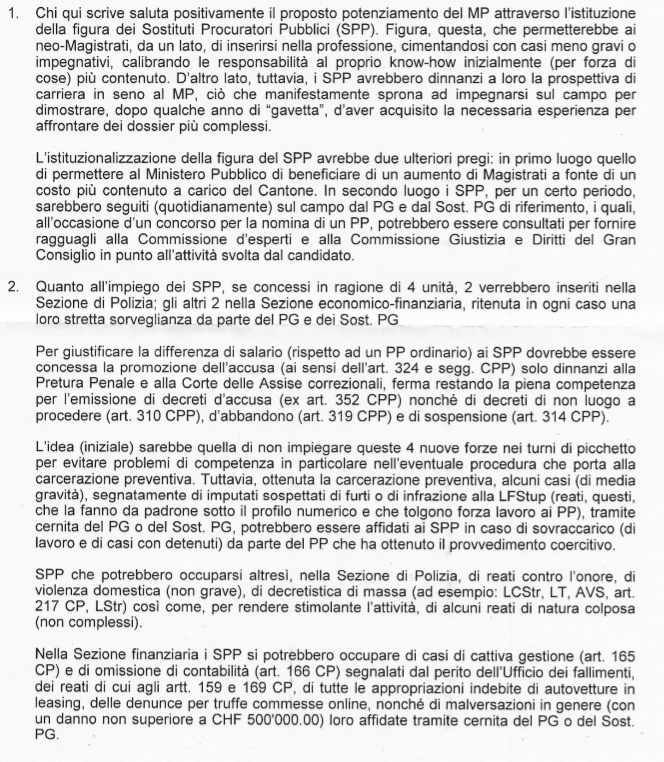 1. Chi qui scrive saluta positivamente il proposto potenziamento del MP attraverso l'istituzione
della figura dei Sostituti Procuratori Pubblici (SPP). Figura, questa, che permetterebbe ai
neo-Magistrati, da un lato, di inserirsi nella professione, cimentandosi con casi meno gravi o
impegnativi, calibrando le responsabilità al proprio know-how inizialmente (per forza di
cose) più contenuto. D'altro lato, tuttavia, i SPP avrebbero dinnanzi a loro la prospettiva di
carriera in seno al MP, ciò che manifestamente sprona ad impegnarsi sul campo per
dimostrare, dopo qualche anno di "gavetta", d'aver acquisito la necessaria esperienza per
affrontare dei dossier più complessi.
L'istituzionalizzazione della figura del SPP avrebbe due ulteriori pregi: in primo luogo quello
di permettere al Ministero Pubblico di beneficiare di un aumento di Magistrati a fonte di un
costo più contenuto a carico del Cantone. In secondo luogo i SPP, per un certo periodo,
sarebbero seguiti (quotidianamente) sul campo dal PG e dal Sost. PG di riferimento, i quali,
all'occasione d'un concorso per la nomina di un PP, potrebbero essere consultati per fornire
ragguagli alla Commissione d'esperti e alla Commissione Giustizia e Diritti del Gran
Consiglio in punto all'attività svolta dal candidato.
2. Quanto all'impiego dei SPP, se concessi in ragione di 4 unità, 2 verrebbero inseriti nella
Sezione di Polizia; gli altri 2 nella Sezione economico-finanziaria, ritenuta in ogni caso una
loro stretta sorveglianza da parte del PG e dei Sost. PG
Per giustificare la differenza di salario (rispetto ad un PP ordinario) ai SPP dovrebbe essere
concessa la promozione dell'accusa (ai sensi dell'art. 324 e segg. CPP) solo dinnanzi alla
Pretura Penale e alla Corte delle Assise correzionali, ferma restando la piena competenza
per l'emissione di decreti d'accusa (ex art. 352 CPP) nonché di decreti di non luogo a
procedere (art. 310 CPP), d'abbandono (art. 319 CPP) e di sospensione (art. 314 CPP).
L'idea (iniziale) sarebbe quella di non impiegare queste 4 nuove forze nei turni di picchetto
per evitare problemi di competenza in particolare nell'eventuale procedura che porta alla
carcerazione preventiva. Tuttavia, ottenuta la carcerazione preventiva, alcuni casi (di media
gravità), segnatamente di imputati sospettati di furti o di infrazione alla LFStup (reati, questi,
che la fanno da padrone sotto il profilo numerico e che tolgono forza lavoro ai PP), tramite
cernita del PG o del Sost. PG, potrebbero essere affidati ai SPP in caso di sovraccarico (di
lavoro e di casi con detenuti) da parte del PP che ha ottenuto il provvedimento coercitivo.
SPP che potrebbero occuparsi altresì, nella Sezione di Polizia, di reati contro l'onore, di
violenza domestica (non grave), di decretistica di massa (ad esempio: LCStr, LT, AVS, art.
217 CP, LStr) così come, per rendere stimolante l'attività, di alcuni reati di natura colposa
(non complessi).
Nella Sezione finanziaria i SPP si potrebbero occupare di casi di cattiva gestione (art. 165
CP) e di omissione di contabilità (art. 166 CP) segnalati dal perito dell'Ufficio dei fallimenti,
dei reati di cui agli artt. 159 e 169 CP, di tutte le appropriazioni indebite di autovetture in
leasing, delle denunce per truffe commesse online, nonché di malversazioni in genere (con
un danno non superiore a CHF 500'000.00) loro affidate tramite cernita del PG o del Sost.
PG.